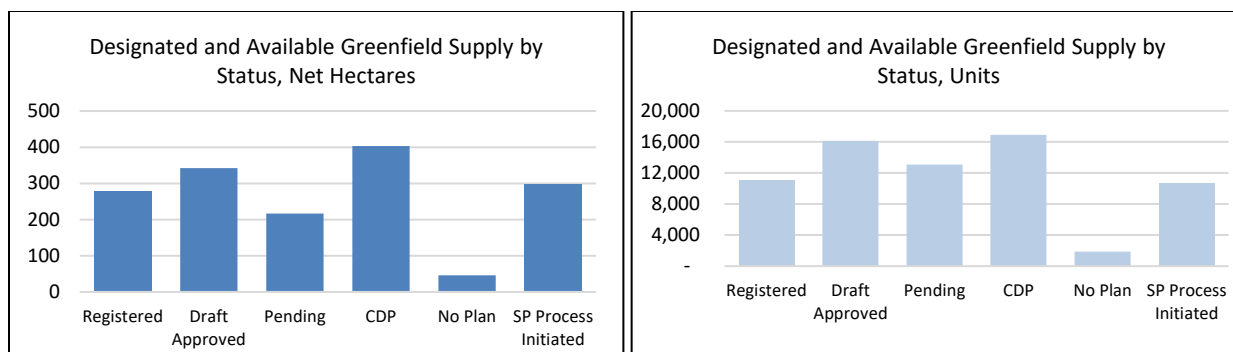 Designated and Available Greenfield Supply by
Status, Net Hectares
500
400
300
200
100
0
Registered
Draft
Approved
Pending
CDP
No Plan
SP Process
Initiated
Designated and Available Greenfield Supply by
Status, Units
20,000
16,000
12,000
8,000
4,000
-
Registered
Draft
Approved
Pending
CDP
No Plan
SP Process
Initiated